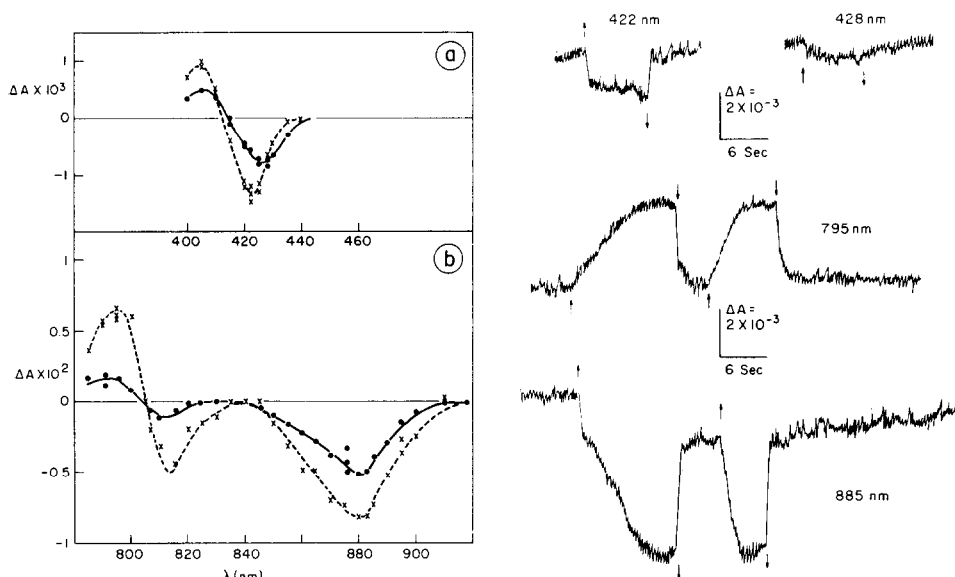 a
ΔA X 10³
1
0
-1
400 420 440 460
b
ΔA X 10²
1
0.5
0
-0.5
-1
800 820 840 860 880 900
λ (nm)
422 nm
428 nm
ΔA =
2 X 10⁻³
6 Sec
795 nm
ΔA =
2 X 10⁻³
6 Sec
885 nm